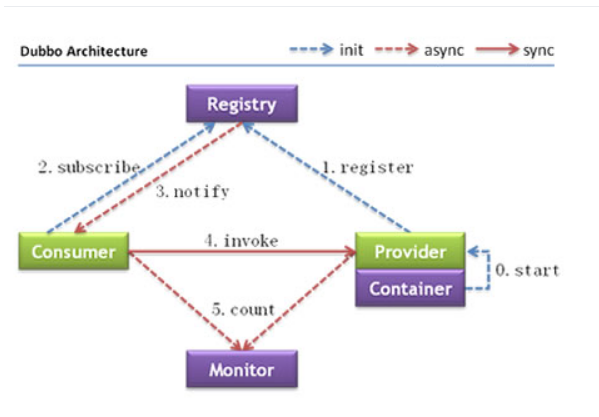 Dubbo Architecture
init
async
sync
Registry
2. subscribe
1. register
3. notify
4. invoke
Consumer
Provider
0. start
Container
5. count
Monitor